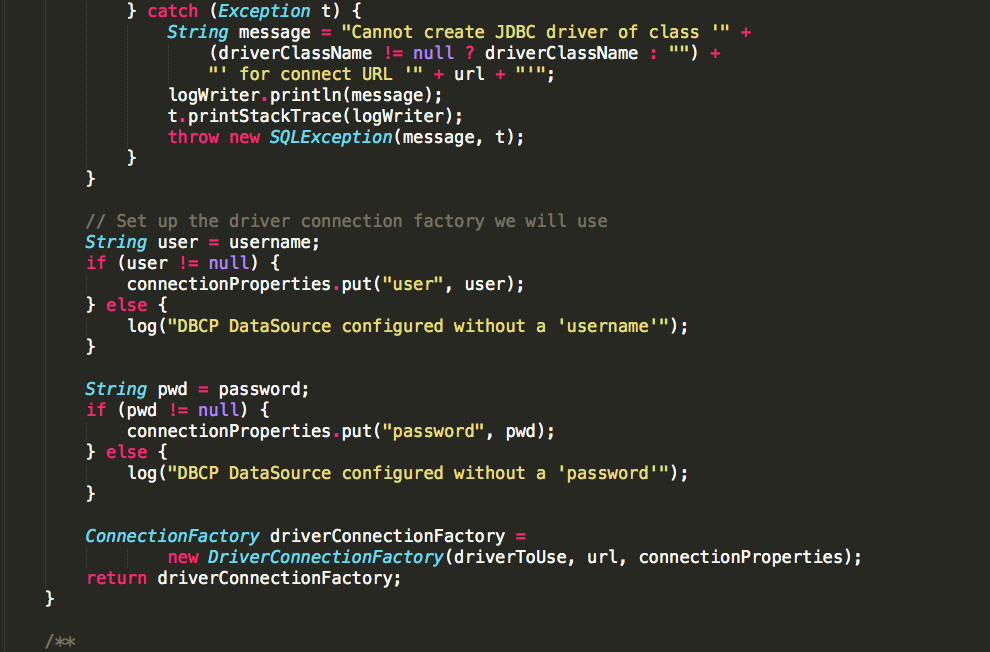 } catch (Exception t) {
String message = "Cannot create JDBC driver of class '" +
(driverClassName != null ? driverClassName : "") +
"' for connect URL '" + url + "'";
logWriter.println(message);
t.printStackTrace(logWriter);
throw new SQLException(message, t);
}
}
// Set up the driver connection factory we will use
String user = username;
if (user != null) {
connectionProperties.put("user", user);
} else {
log("DBCP DataSource configured without a 'username'");
}
String pwd = password;
if (pwd != null) {
connectionProperties.put("password", pwd);
} else {
log("DBCP DataSource configured without a 'password'");
}
ConnectionFactory driverConnectionFactory =
new DriverConnectionFactory(driverToUse, url, connectionProperties);
return driverConnectionFactory;
}
/**